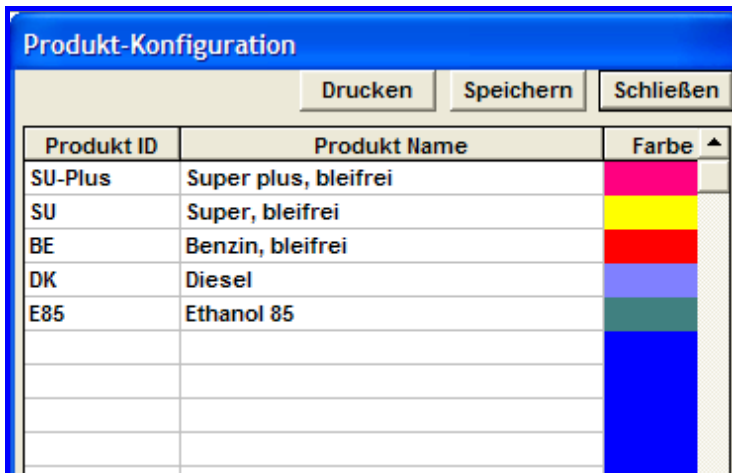 Produkt-Konfiguration
Drucken Speichern Schließen
Produkt ID Produkt Name Farbe
SU-Plus Super plus, bleifrei
SU Super, bleifrei
BE Benzin, bleifrei
DK Diesel
E85 Ethanol 85